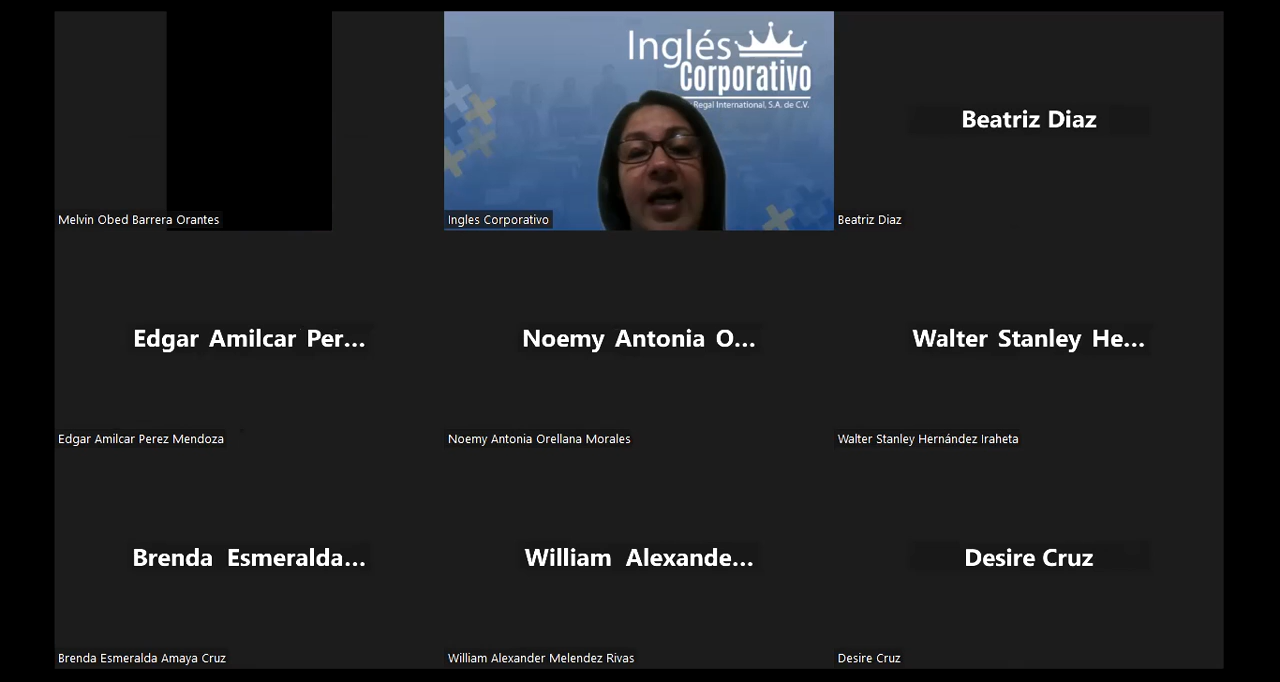 Inglés
Corporativo
Regal International, S.A. de C.V.
Beatriz Diaz
Melvin Obed Barrera Orantes
Ingles Corporativo
Beatriz Diaz
Edgar Amilcar Per...
Noemy Antonia O...
Walter Stanley He...
Edgar Amilcar Perez Mendoza
Noemy Antonia Orellana Morales
Walter Stanley Hernández Iraheta
Brenda Esmeralda...
William Alexande...
Desire Cruz
Brenda Esmeralda Amaya Cruz
William Alexander Melendez Rivas
Desire Cruz